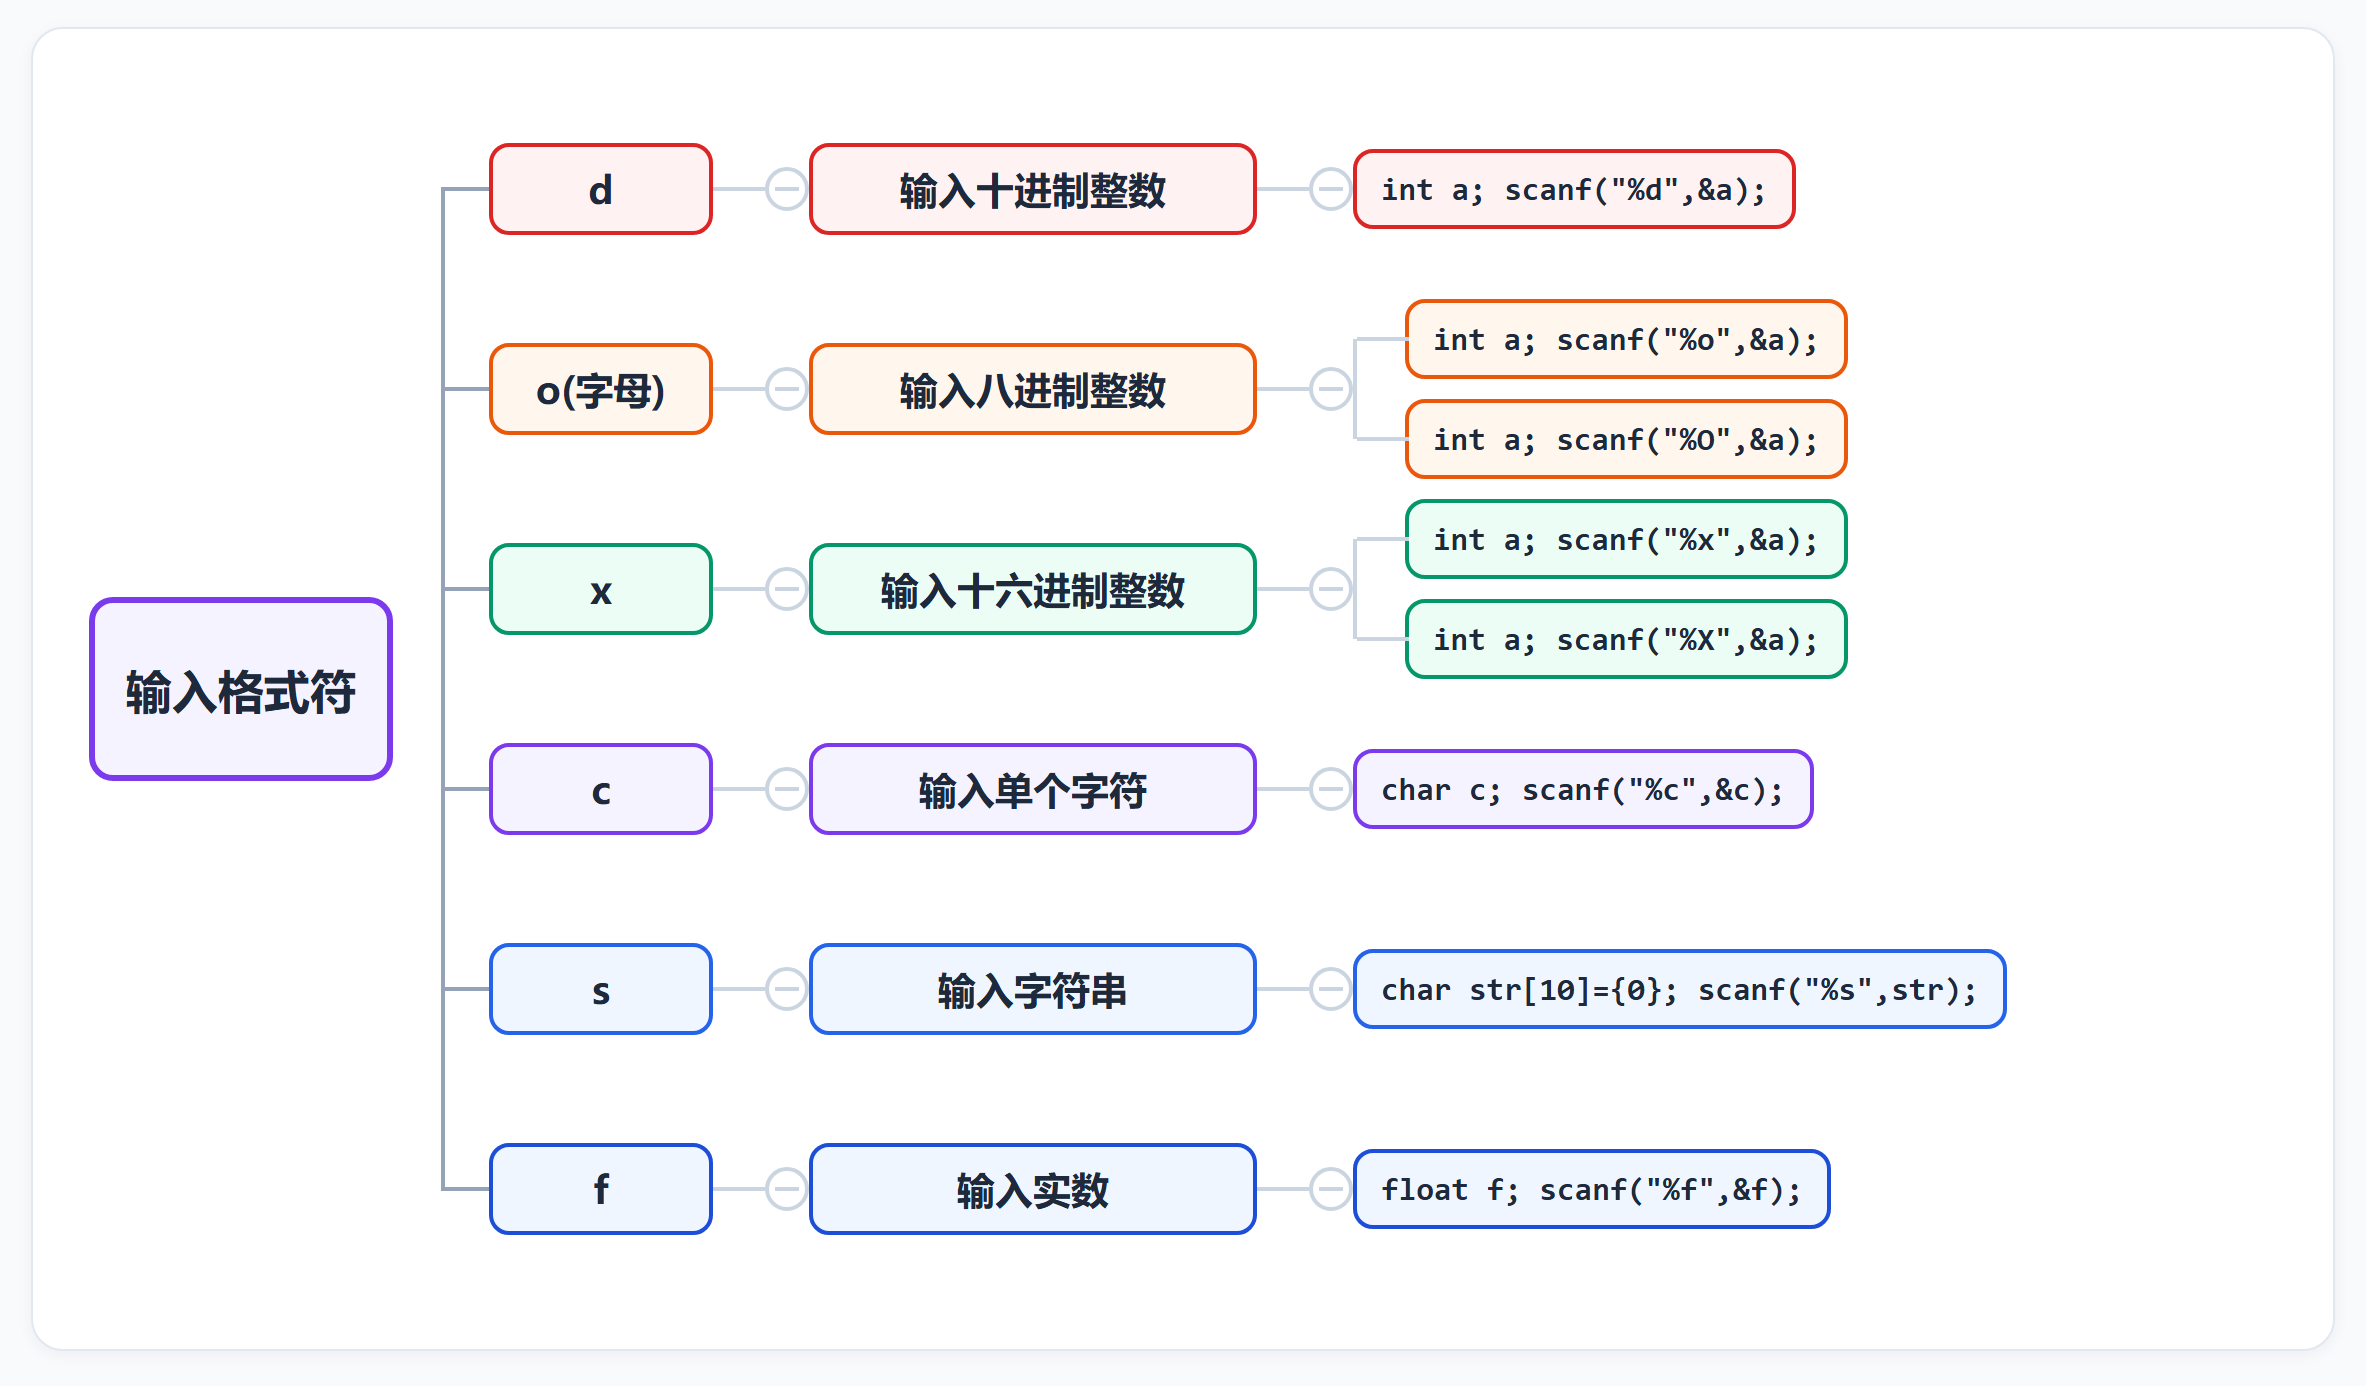 输入格式符
d
输入十进制整数
int a; scanf("%d",&a);
o(字母)
输入八进制整数
int a; scanf("%o",&a);
int a; scanf("%O",&a);
x
输入十六进制整数
int a; scanf("%x",&a);
int a; scanf("%X",&a);
c
输入单个字符
char c; scanf("%c",&c);
s
输入字符串
char str[10]={0}; scanf("%s",str);
f
输入实数
float f; scanf("%f",&f);